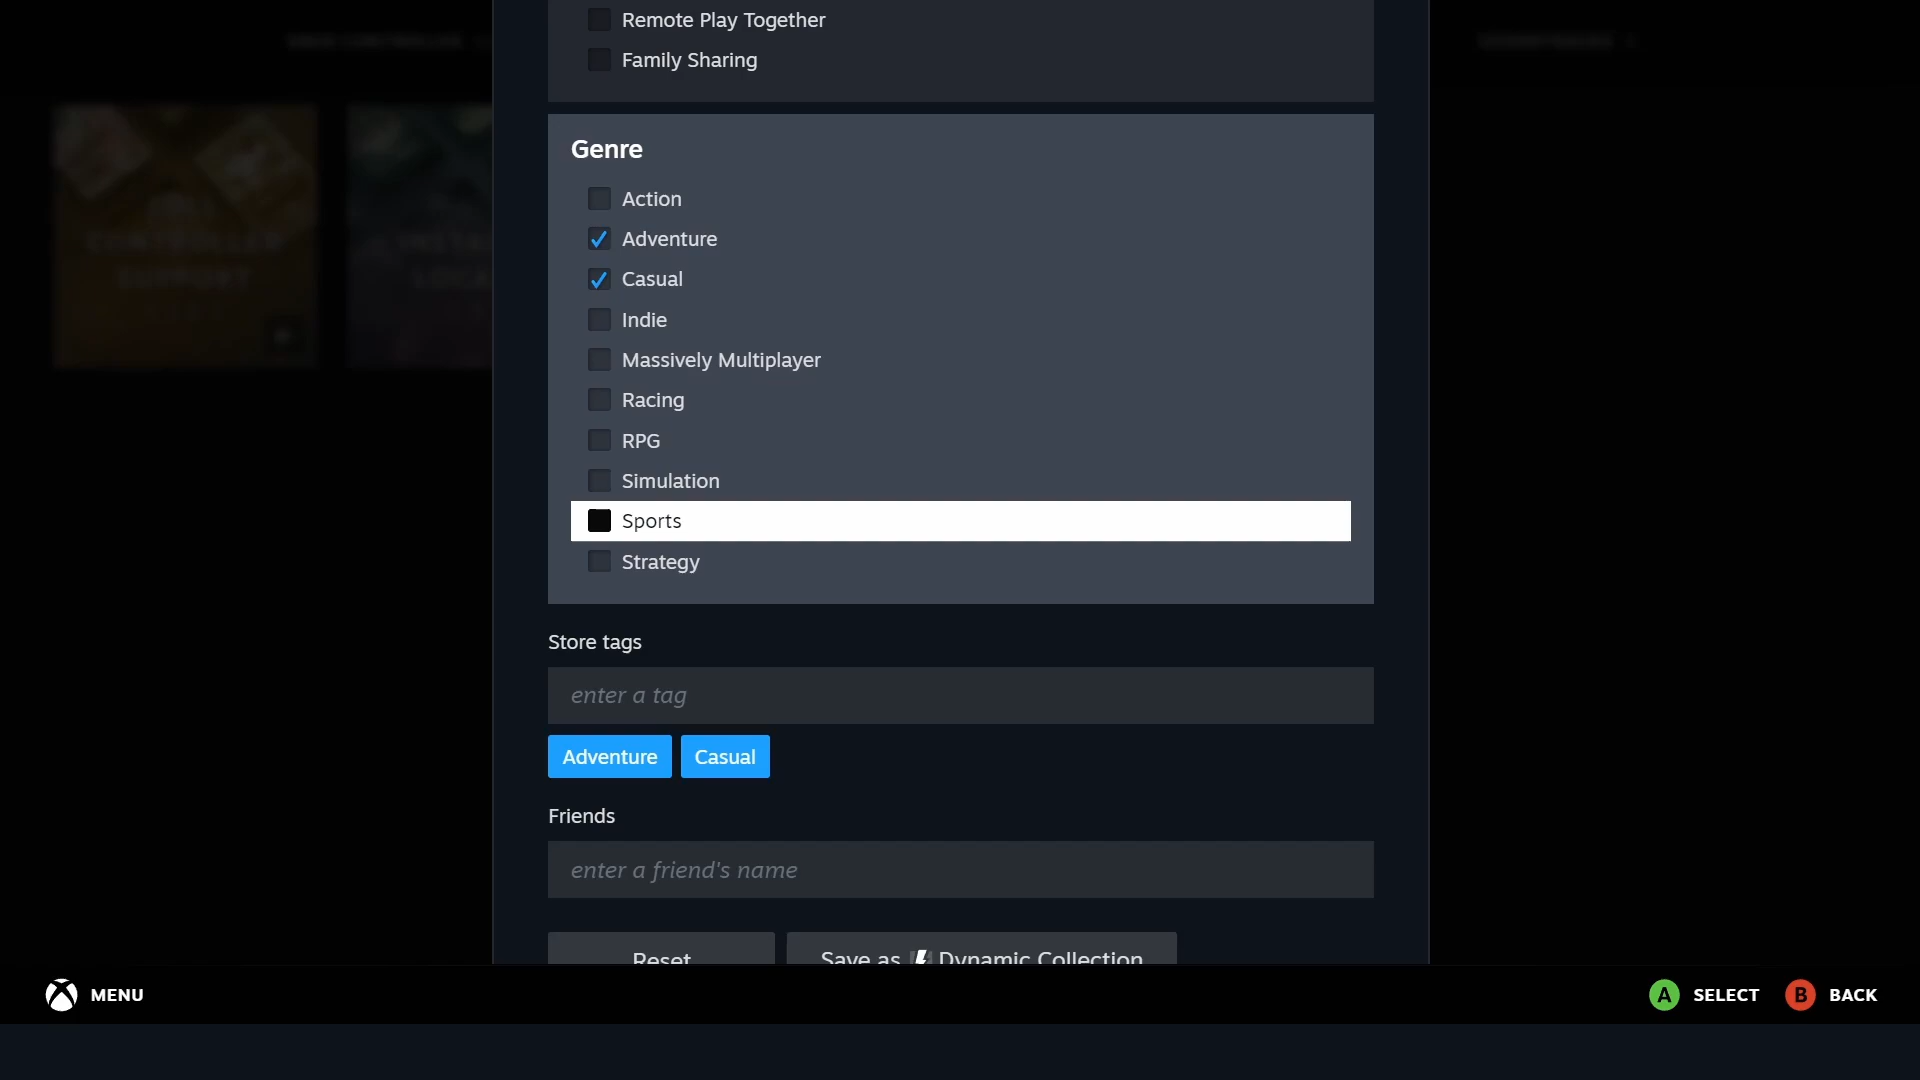 Remote Play Together
Family Sharing
Genre
Action
Adventure
Casual
Indie
Massively Multiplayer
Racing
RPG
Simulation
Sports
Strategy
Store tags
enter a tag
Adventure Casual
Friends
enter a friend's name
Reset Save as Dynamic Collection
MENU A SELECT B BACK